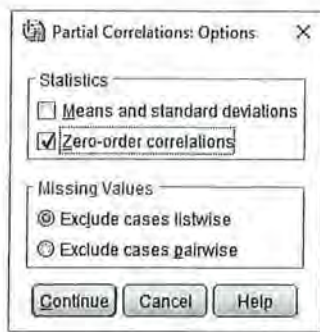 Partial Correlations: Options
Statistics
Means and standard deviations
Zero-order correlations
Missing Values
Exclude cases listwise
Exclude cases pairwise
Continue Cancel Help